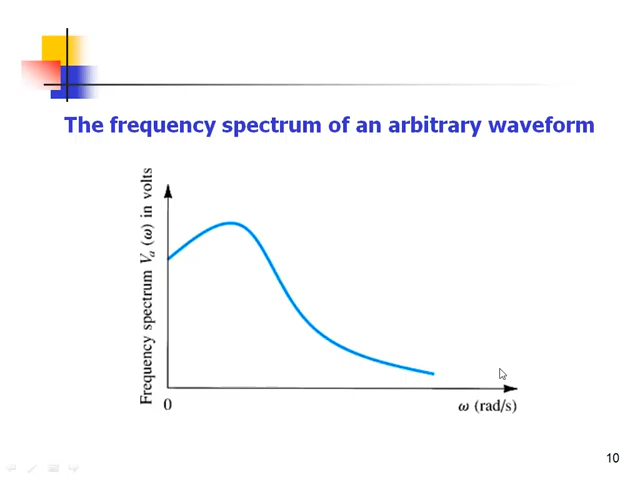 The frequency spectrum of an arbitrary waveform
Frequency spectrum Va (ω) in volts
0
ω (rad/s)
10